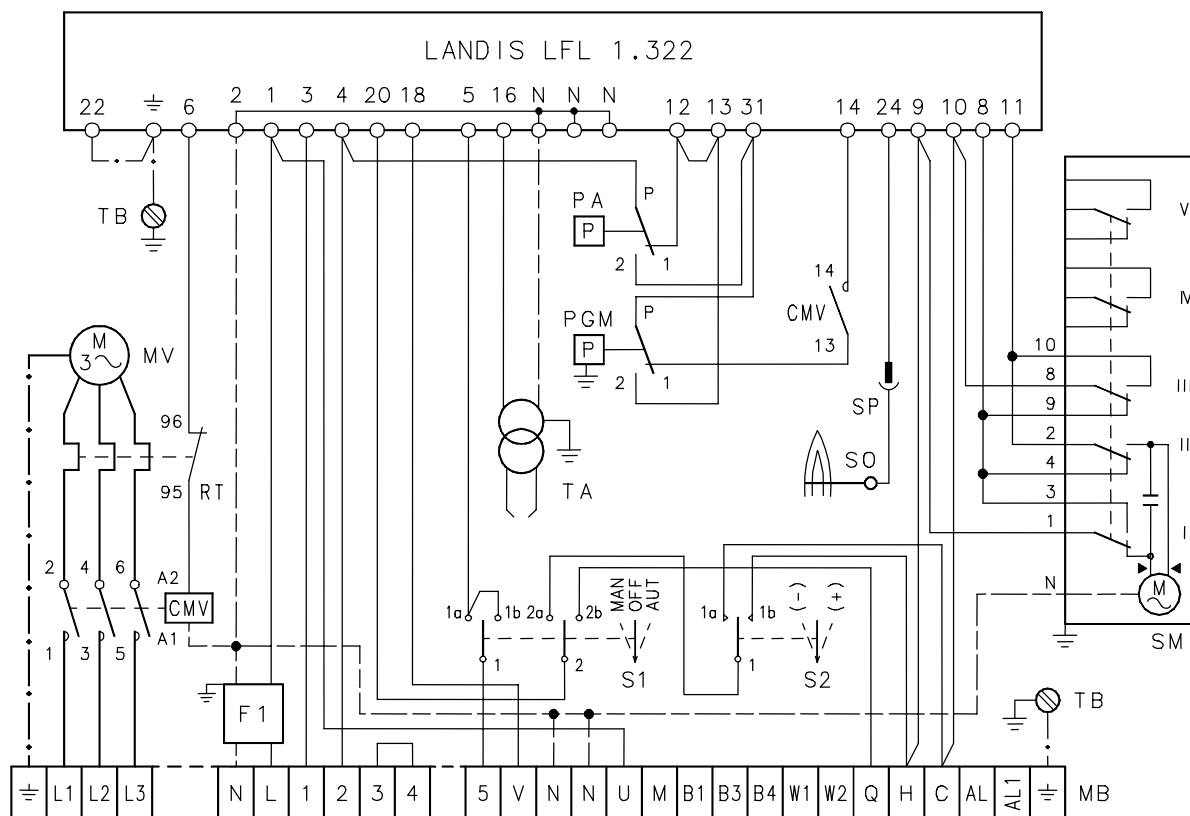 LANDIS LFL 1.322
22 6 2 1 3 4 20 18 5 16 N N N 12 13 31 14 24 9 10 8 11
TB
PA P
P
2 1
V
14
CMV
13
PGM P
P
2 1
M 3~ MV
10
8
9
2
4
3
1
N
III
II
I
SP
SO
TA
96
95 RT
2 4 6 A2
CMV
1 3 5 A1
1a 1b 2a 2b MAN OFF AUT
1 2 S1
1a 1b (-) (+)
1 S2
M
SM
F1
TB
L1 L2 L3 N L 1 2 3 4 5 V N N U M B1 B3 B4 W1 W2 Q H C AL AL1 MB